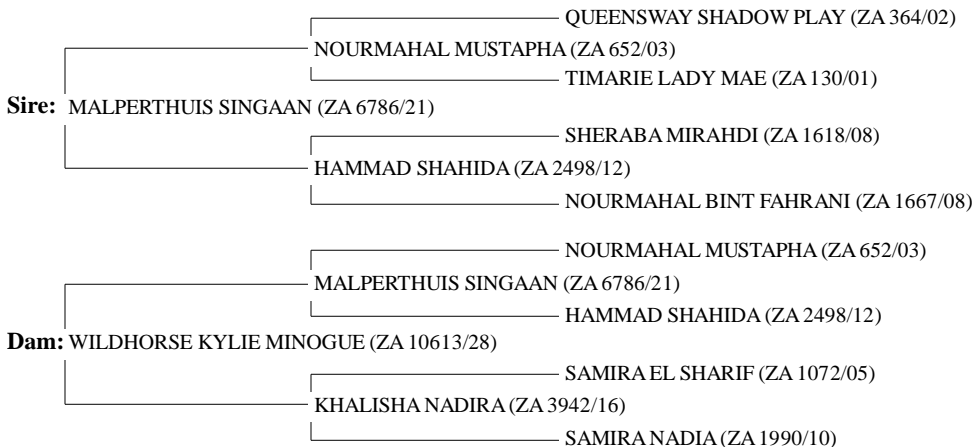 QUEENSWAY SHADOW PLAY (ZA 364/02)
NOURMAHAL MUSTAPHA (ZA 652/03)
TIMARIE LADY MAE (ZA 130/01)
Sire: MALPERTHUIS SINGAAN (ZA 6786/21)
SHERABA MIRAHDI (ZA 1618/08)
HAMMAD SHAHIDA (ZA 2498/12)
NOURMAHAL BINT FAHRANI (ZA 1667/08)
NOURMAHAL MUSTAPHA (ZA 652/03)
MALPERTHUIS SINGAAN (ZA 6786/21)
HAMMAD SHAHIDA (ZA 2498/12)
Dam: WILDHORSE KYLIE MINOGUE (ZA 10613/28)
SAMIRA EL SHARIF (ZA 1072/05)
KHALISHA NADIRA (ZA 3942/16)
SAMIRA NADIA (ZA 1990/10)